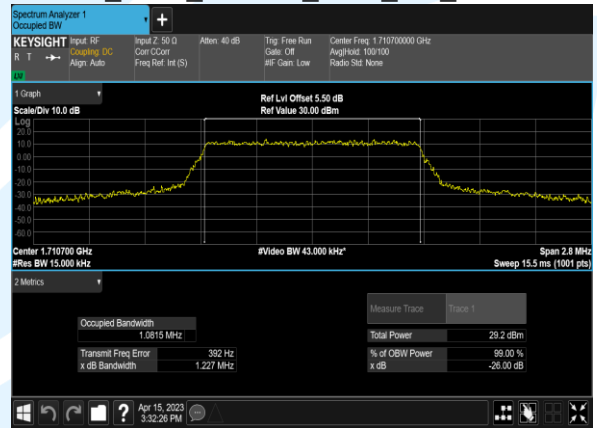 Spectrum Analyzer 1
Occupied BW
+
KEYSIGHT
R T
LXI
Input: RF
Coupling: DC
Align: Auto
Input Z: 50 Ω
Corr CCorr
Freq Ref: Int (S)
Atten: 40 dB
Trig: Free Run
Gate: Off
#IF Gain: Low
Center Freq: 1.710700000 GHz
Avg|Hold: 100/100
Radio Std: None
1 Graph
Scale/Div 10.0 dB
Ref Lvl Offset 5.50 dB
Ref Value 30.00 dBm
Log
20.0
10.0
0.00
-10.0
-20.0
-30.0
-40.0
-50.0
-60.0
Center 1.710700 GHz
#Res BW 15.000 kHz
#Video BW 43.000 kHz*
Span 2.8 MHz
Sweep 15.5 ms (1001 pts)
2 Metrics
Measure Trace Trace 1
Occupied Bandwidth
1.0815 MHz
Total Power 29.2 dBm
Transmit Freq Error 392 Hz
% of OBW Power 99.00 %
x dB Bandwidth 1.227 MHz
x dB -26.00 dB
?
Apr 15, 2023
3:32:26 PM